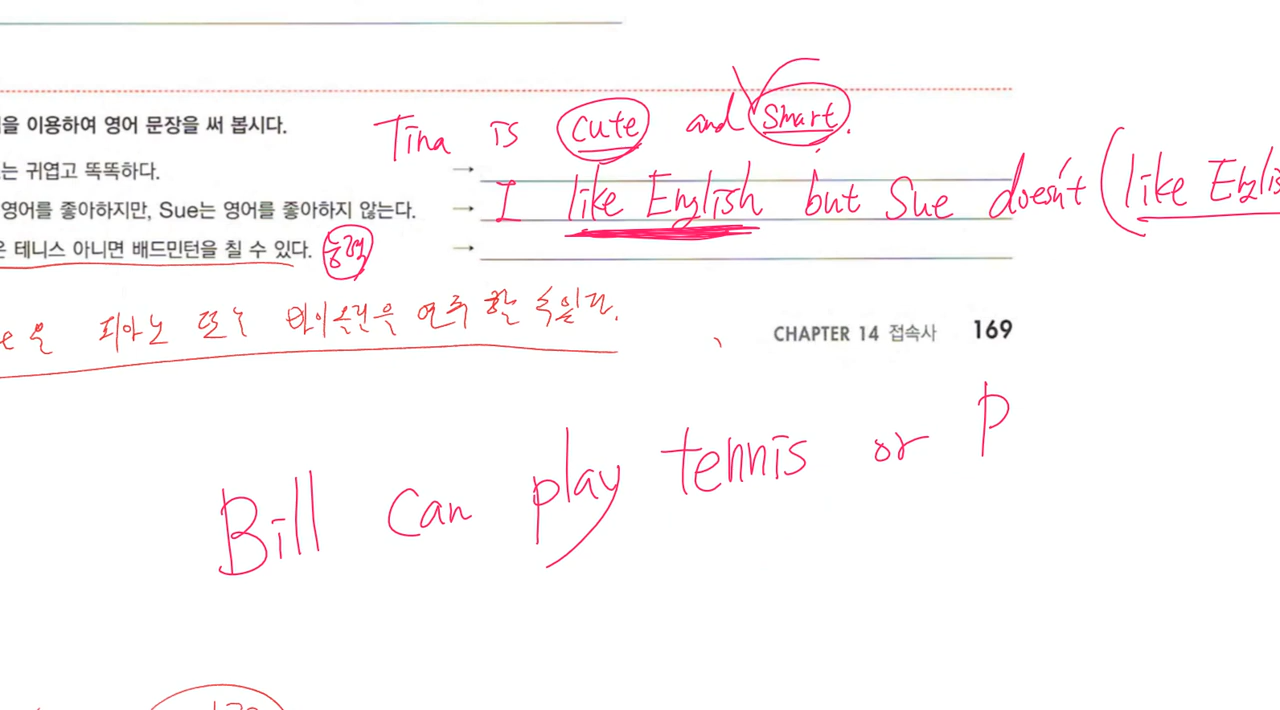 을 이용하여 영어 문장을 써 봅시다.
Tina is cute and smart.
는 귀엽고 똑똑하다. →
영어를 좋아하지만, Sue는 영어를 좋아하지 않는다. → I like English but Sue doesn't (like Englis
은 테니스 아니면 배드민턴을 칠 수 있다. 능력 →
e 은 피아노 또는 바이올린을 연주 할 수 있다.
CHAPTER 14 접속사 169
Bill can play tennis or p